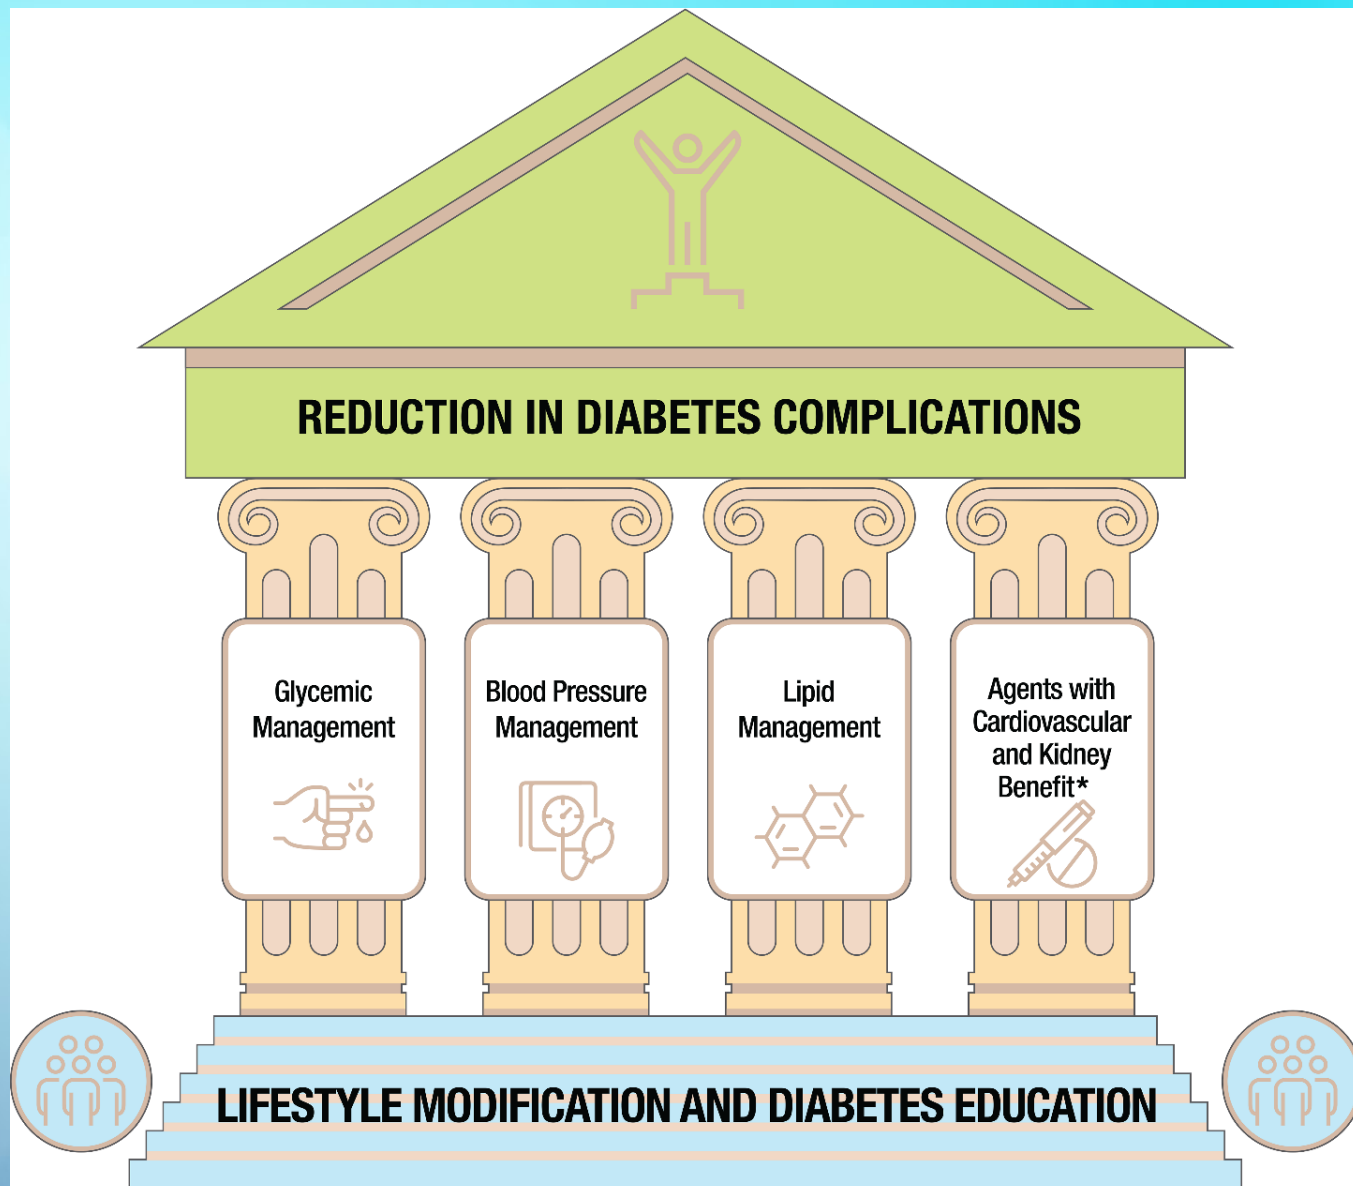 REDUCTION IN DIABETES COMPLICATIONS
Glycemic
Management
Blood Pressure
Management
Lipid
Management
Agents with
Cardiovascular
and Kidney
Benefit*
LIFESTYLE MODIFICATION AND DIABETES EDUCATION